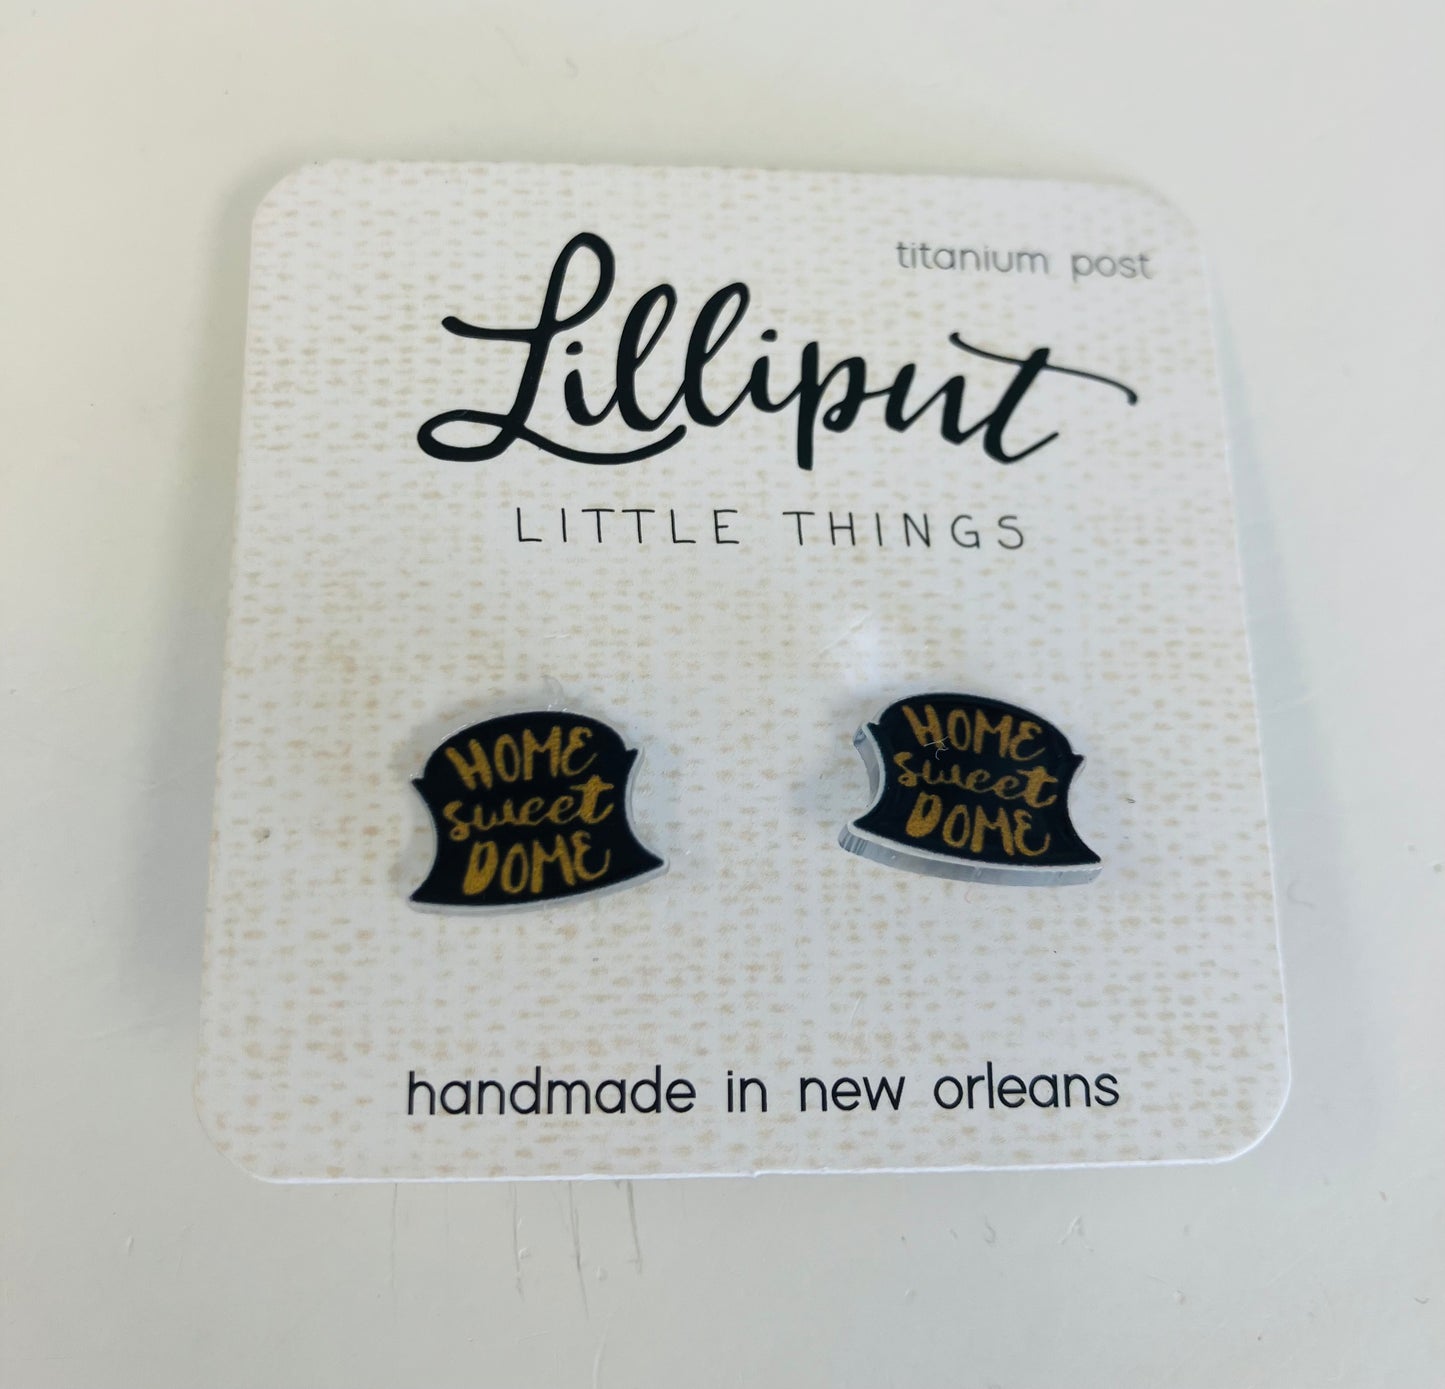 titanium post
Lilliput
LITTLE THINGS
HOME
sweet
DOME
HOME
sweet
DOME
handmade in new orleans